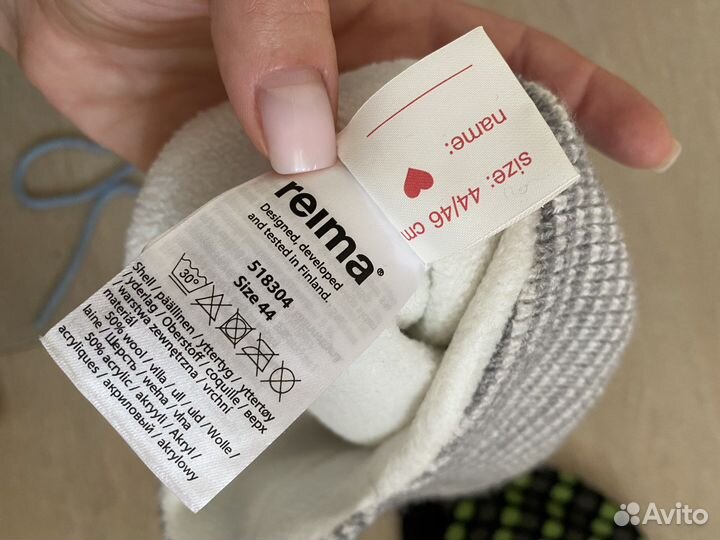 reima®
Designed, developed
and tested in Finland.
518304
Size 44
30°
Shell / päällinen / yttertyg / yttertøy
/ yderlag / Oberstoff / coquille / верх
/ warstwa zewnętrzna / vrchní
materiál
50% wool / villa / ull / uld / Wolle /
laine / Шерсть / wełna / vlna
50% acrylic / akryyli / Akryl /
acryliques / акриловый / akrylowy
size: 44/46 cm
name:
Avito